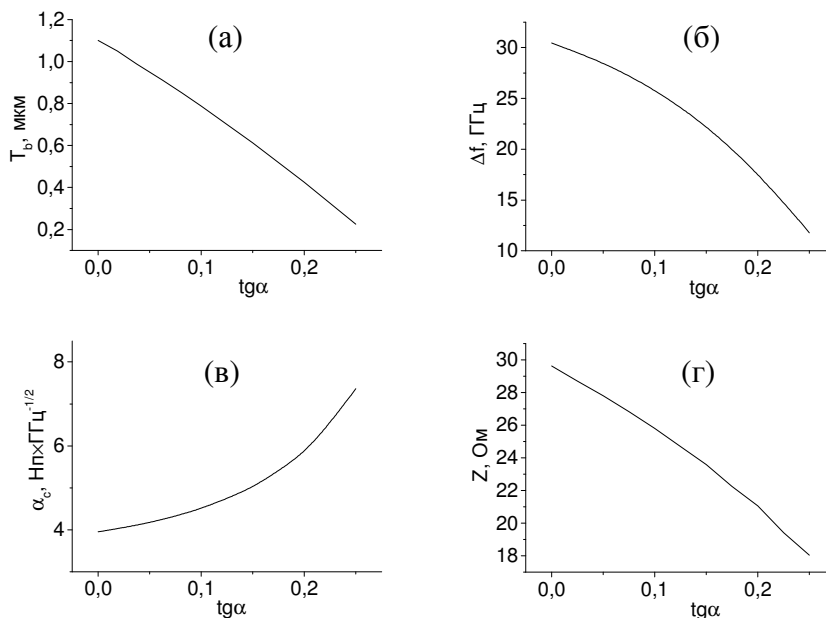 (а)
1,2
1,0
0,8
0,6
0,4
0,2
T_b, мкм
0,0 0,1 0,2
tgα
(б)
30
25
20
15
10
Δf, ГГц
0,0 0,1 0,2
tgα
(в)
8
6
4
α_c, Нп×ГГц^-1/2
0,0 0,1 0,2
tgα
(г)
30
28
26
24
22
20
18
Z, Ом
0,0 0,1 0,2
tgα